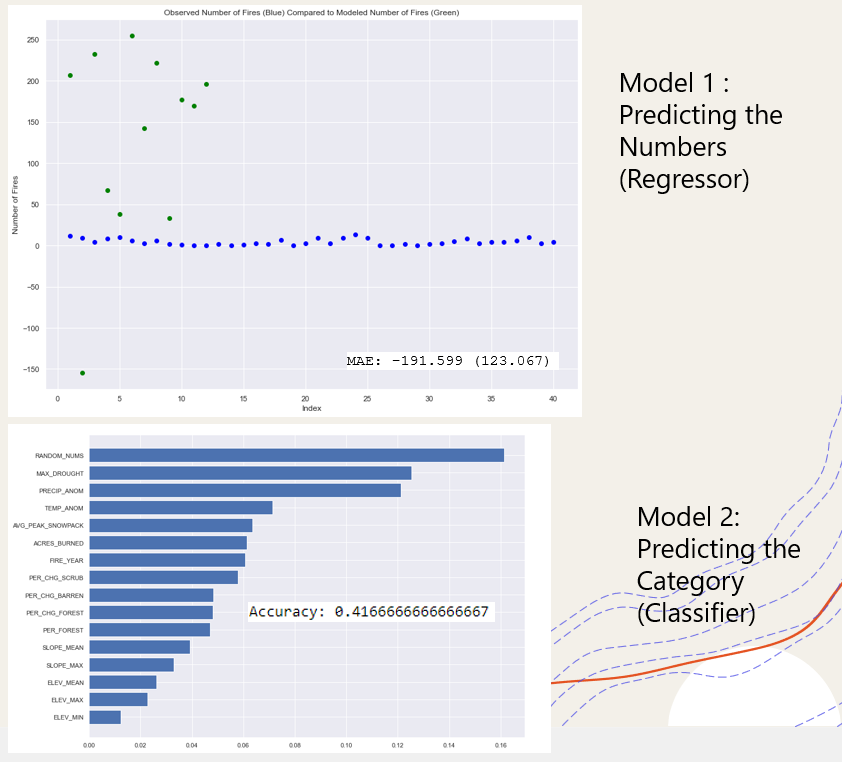 Observed Number of Fires (Blue) Compared to Modeled Number of Fires (Green)
250
200
150
100
50
0
−50
−100
−150
Number of Fires
0 5 10 15 20 25 30 35 40
Index
MAE: -191.599 (123.067)
Model 1 :
Predicting the
Numbers
(Regressor)
RANDOM_NUMS
MAX_DROUGHT
PRECIP_ANOM
TEMP_ANOM
AVG_PEAK_SNOWPACK
ACRES_BURNED
FIRE_YEAR
PER_CHG_SCRUB
PER_CHG_BARREN
PER_CHG_FOREST
PER_FOREST
SLOPE_MEAN
SLOPE_MAX
ELEV_MEAN
ELEV_MAX
ELEV_MIN
0.00 0.02 0.04 0.06 0.08 0.10 0.12 0.14 0.16
Accuracy: 0.4166666666666667
Model 2:
Predicting the
Category
(Classifier)